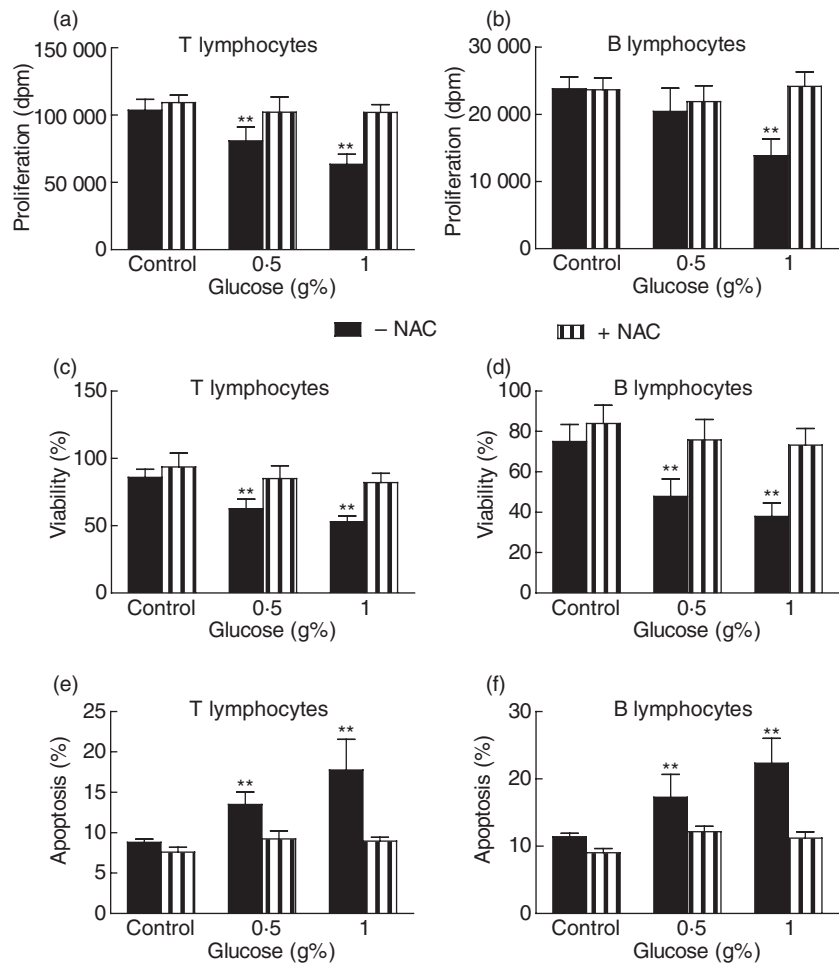 (a)
T lymphocytes
150 000
100 000
50 000
0
Proliferation (dpm)
**
**
Control
0·5
1
Glucose (g%)
(b)
B lymphocytes
30 000
20 000
10 000
0
Proliferation (dpm)
**
Control
0·5
1
Glucose (g%)
– NAC
+ NAC
(c)
T lymphocytes
150
100
50
0
Viability (%)
**
**
Control
0·5
1
Glucose (g%)
(d)
B lymphocytes
100
80
60
40
20
0
Viability (%)
**
**
Control
0·5
1
Glucose (g%)
(e)
T lymphocytes
25
20
15
10
5
0
Apoptosis (%)
**
**
Control
0·5
1
Glucose (g%)
(f)
B lymphocytes
30
20
10
0
Apoptosis (%)
**
**
Control
0·5
1
Glucose (g%)